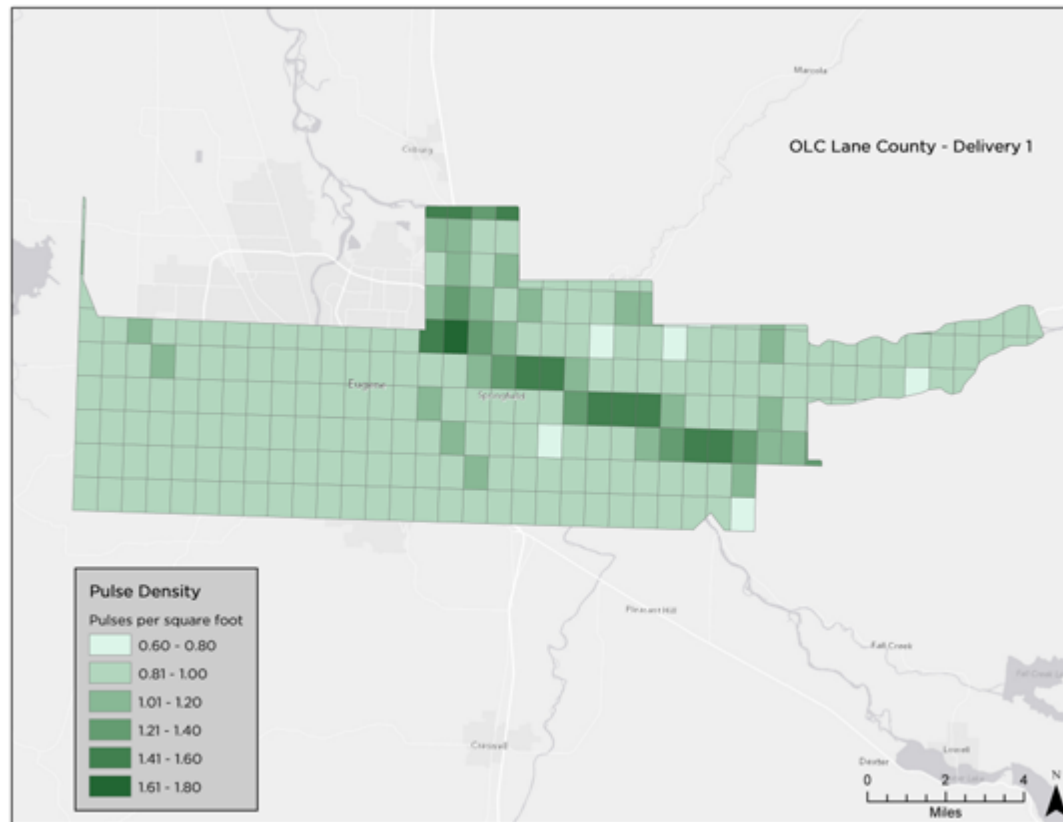 Marcola
OLC Lane County - Delivery 1
Coburg
Eugene
Springfield
Pulse Density
Pulses per square foot
0.60 - 0.80
0.81 - 1.00
1.01 - 1.20
1.21 - 1.40
1.41 - 1.60
1.61 - 1.80
Pleasant Hill
Fall Creek
Creswell
Dexter
Lowell
N
0 2 4
Miles